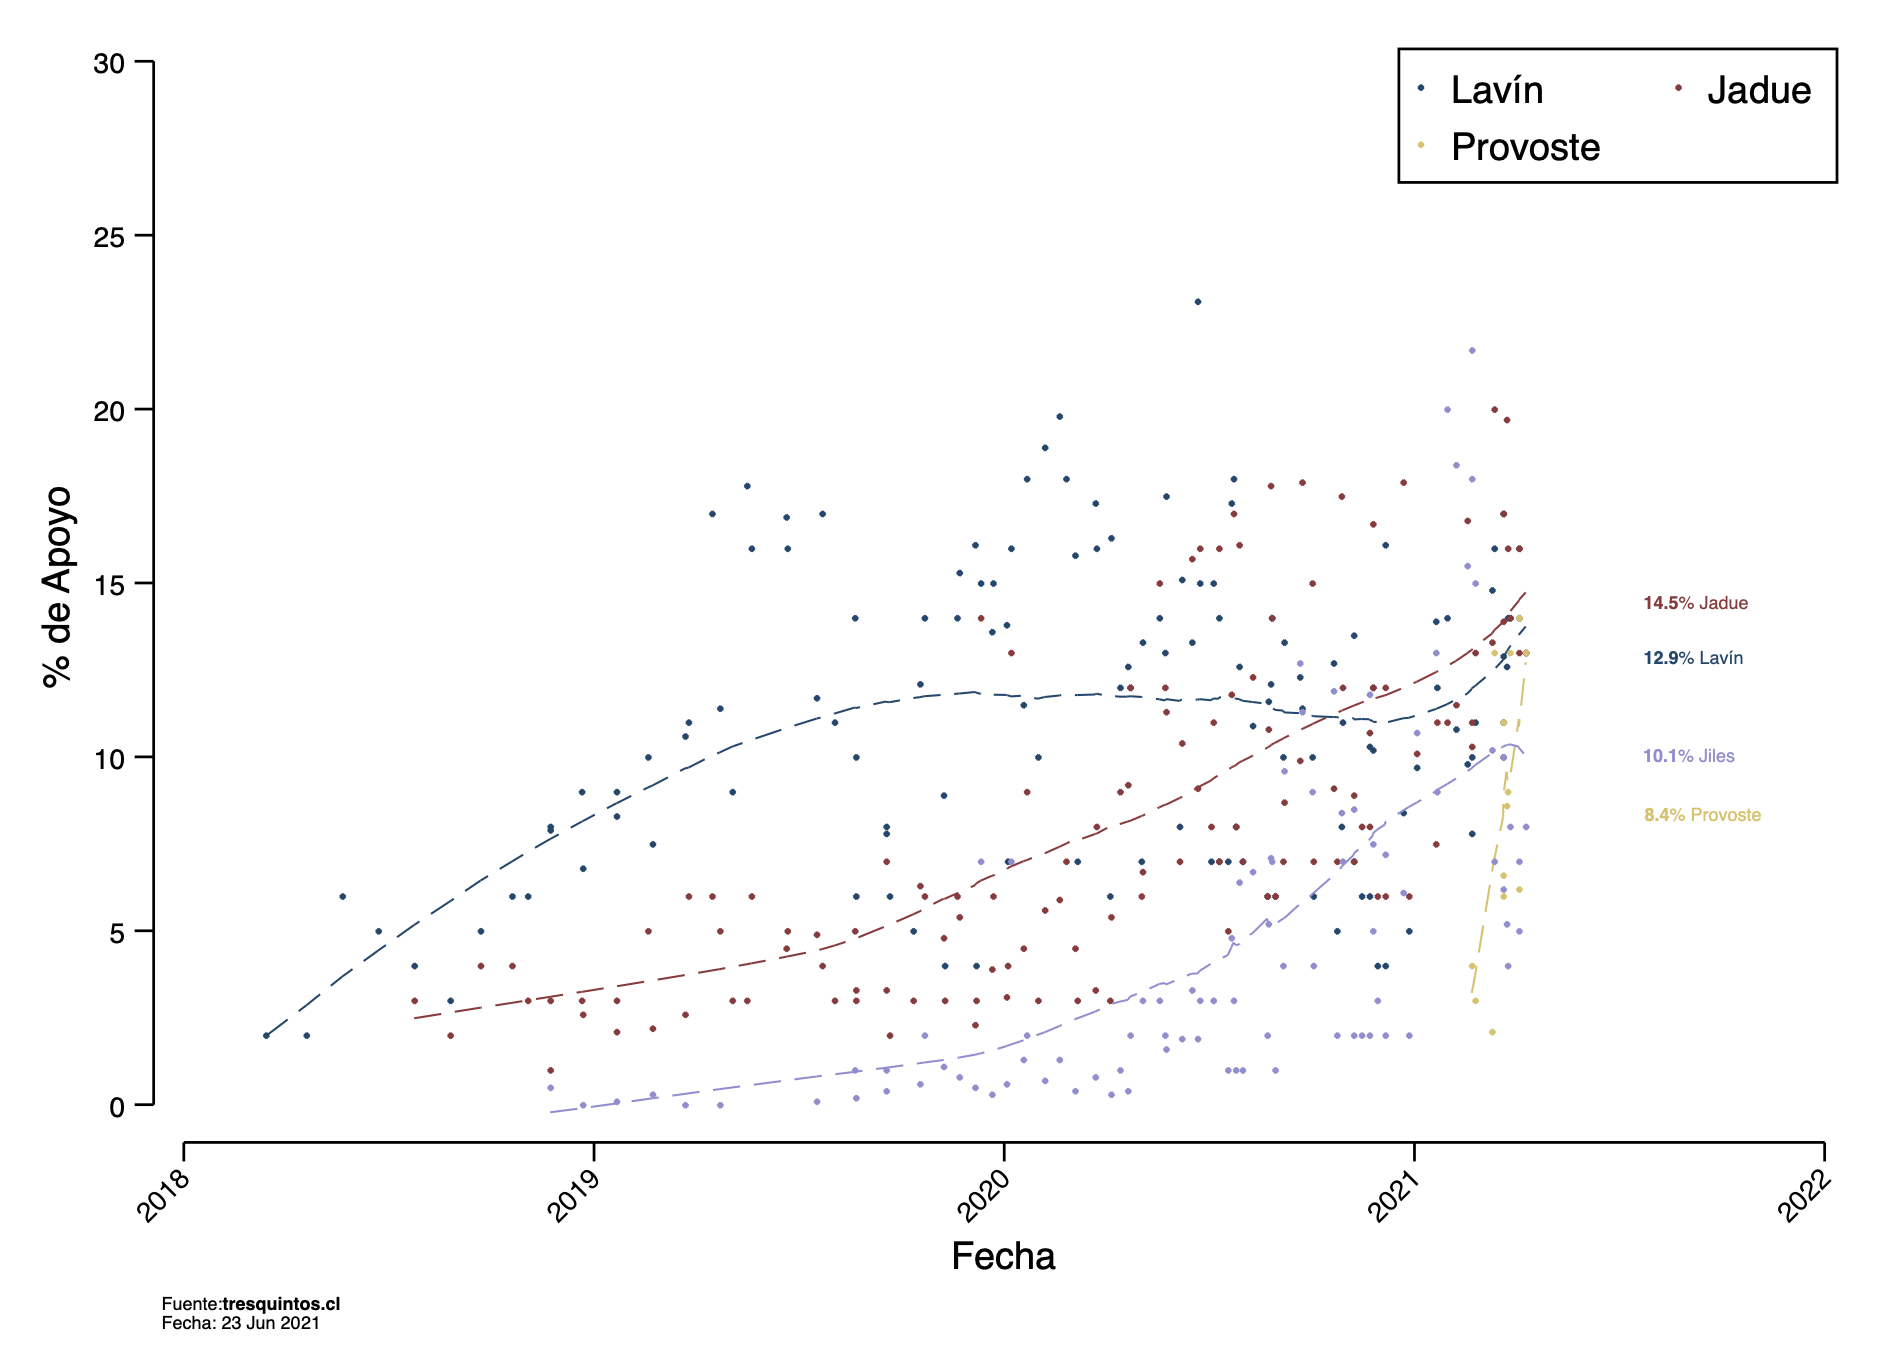 30
25
20
15
10
5
0
% de Apoyo
Lavín
Jadue
Provoste
14.5% Jadue
12.9% Lavín
10.1% Jiles
8.4% Provoste
2018
2019
2020
2021
2022
Fecha
Fuente:tresquintos.cl
Fecha: 23 Jun 2021